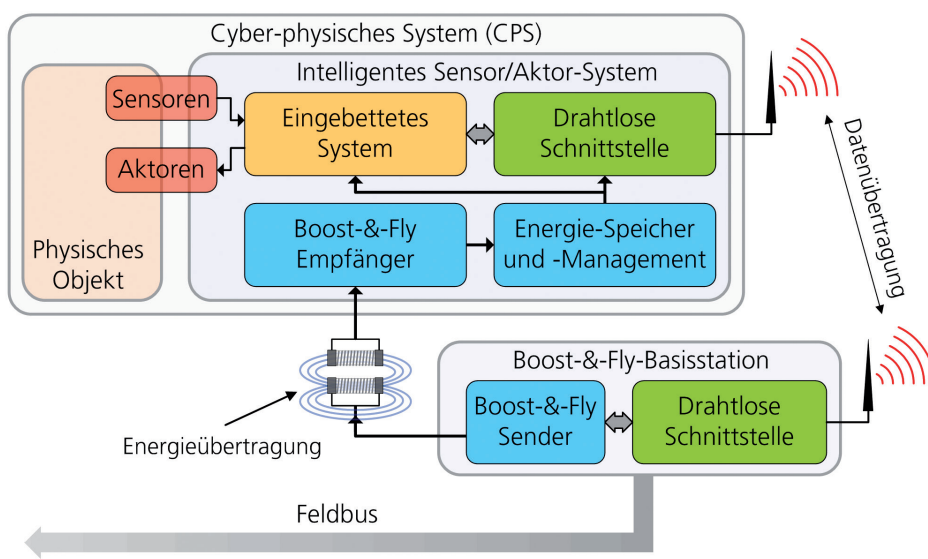 Cyber-physisches System (CPS)
Intelligentes Sensor/Aktor-System
Sensoren
Aktoren
Physisches
Objekt
Eingebettetes
System
Drahtlose
Schnittstelle
Boost-&-Fly
Empfänger
Energie-Speicher
und -Management
Datenübertragung
Energieübertragung
Boost-&-Fly-Basisstation
Boost-&-Fly
Sender
Drahtlose
Schnittstelle
Feldbus